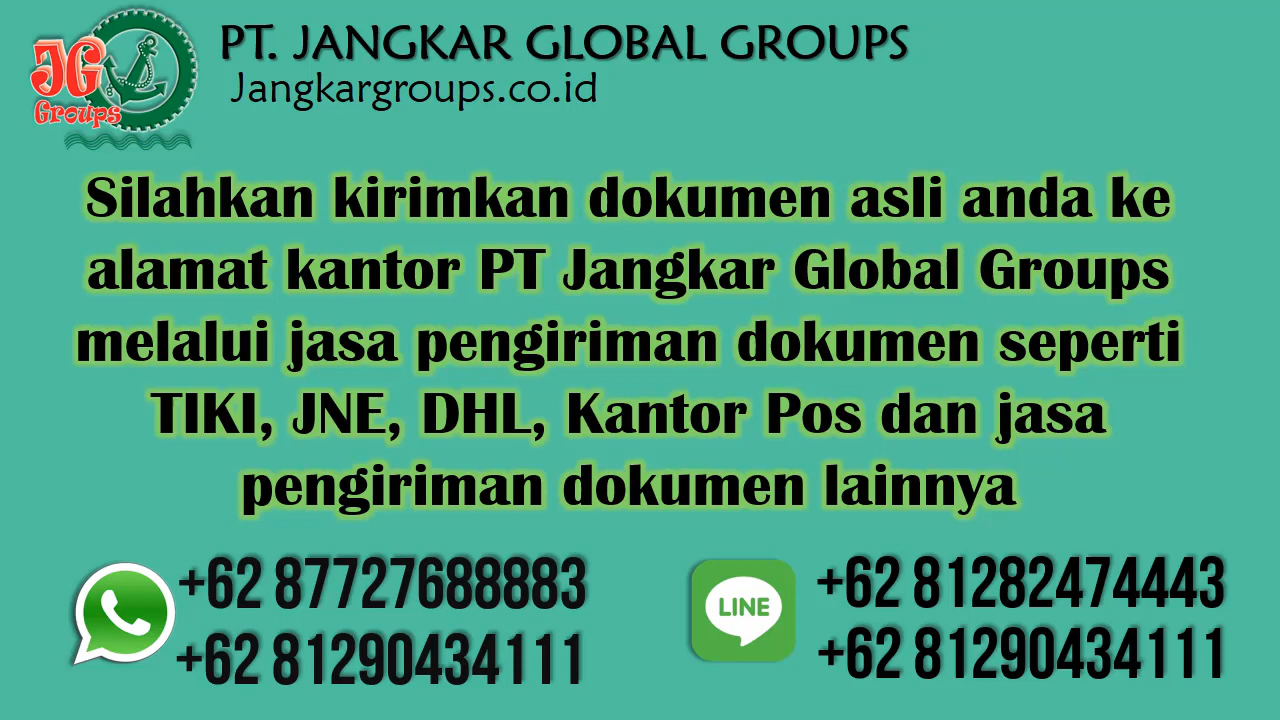 JG
Groups
PT. JANGKAR GLOBAL GROUPS
Jangkargroups.co.id
Silahkan kirimkan dokumen asli anda ke
alamat kantor PT Jangkar Global Groups
melalui jasa pengiriman dokumen seperti
TIKI, JNE, DHL, Kantor Pos dan jasa
pengiriman dokumen lainnya
+62 87727688883
+62 81290434111
LINE
+62 81282474443
+62 81290434111